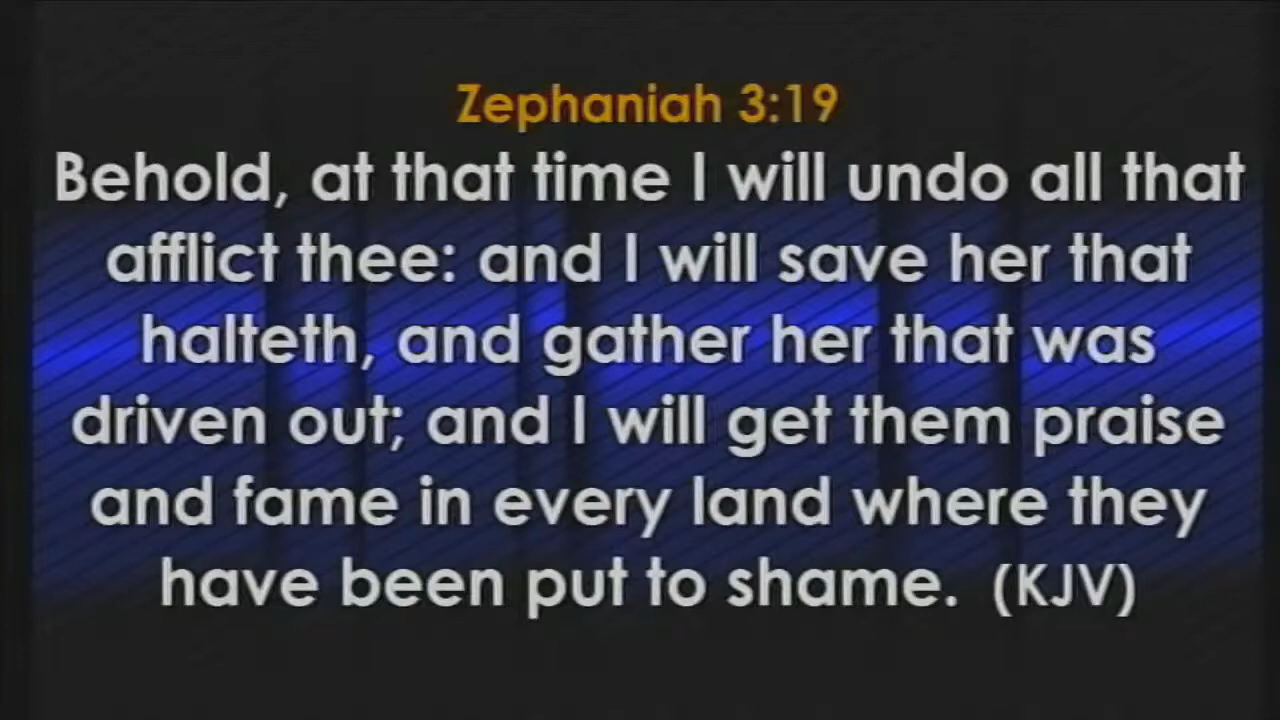 Zephaniah 3:19
Behold, at that time I will undo all that
afflict thee: and I will save her that
halteth, and gather her that was
driven out; and I will get them praise
and fame in every land where they
have been put to shame. (KJV)